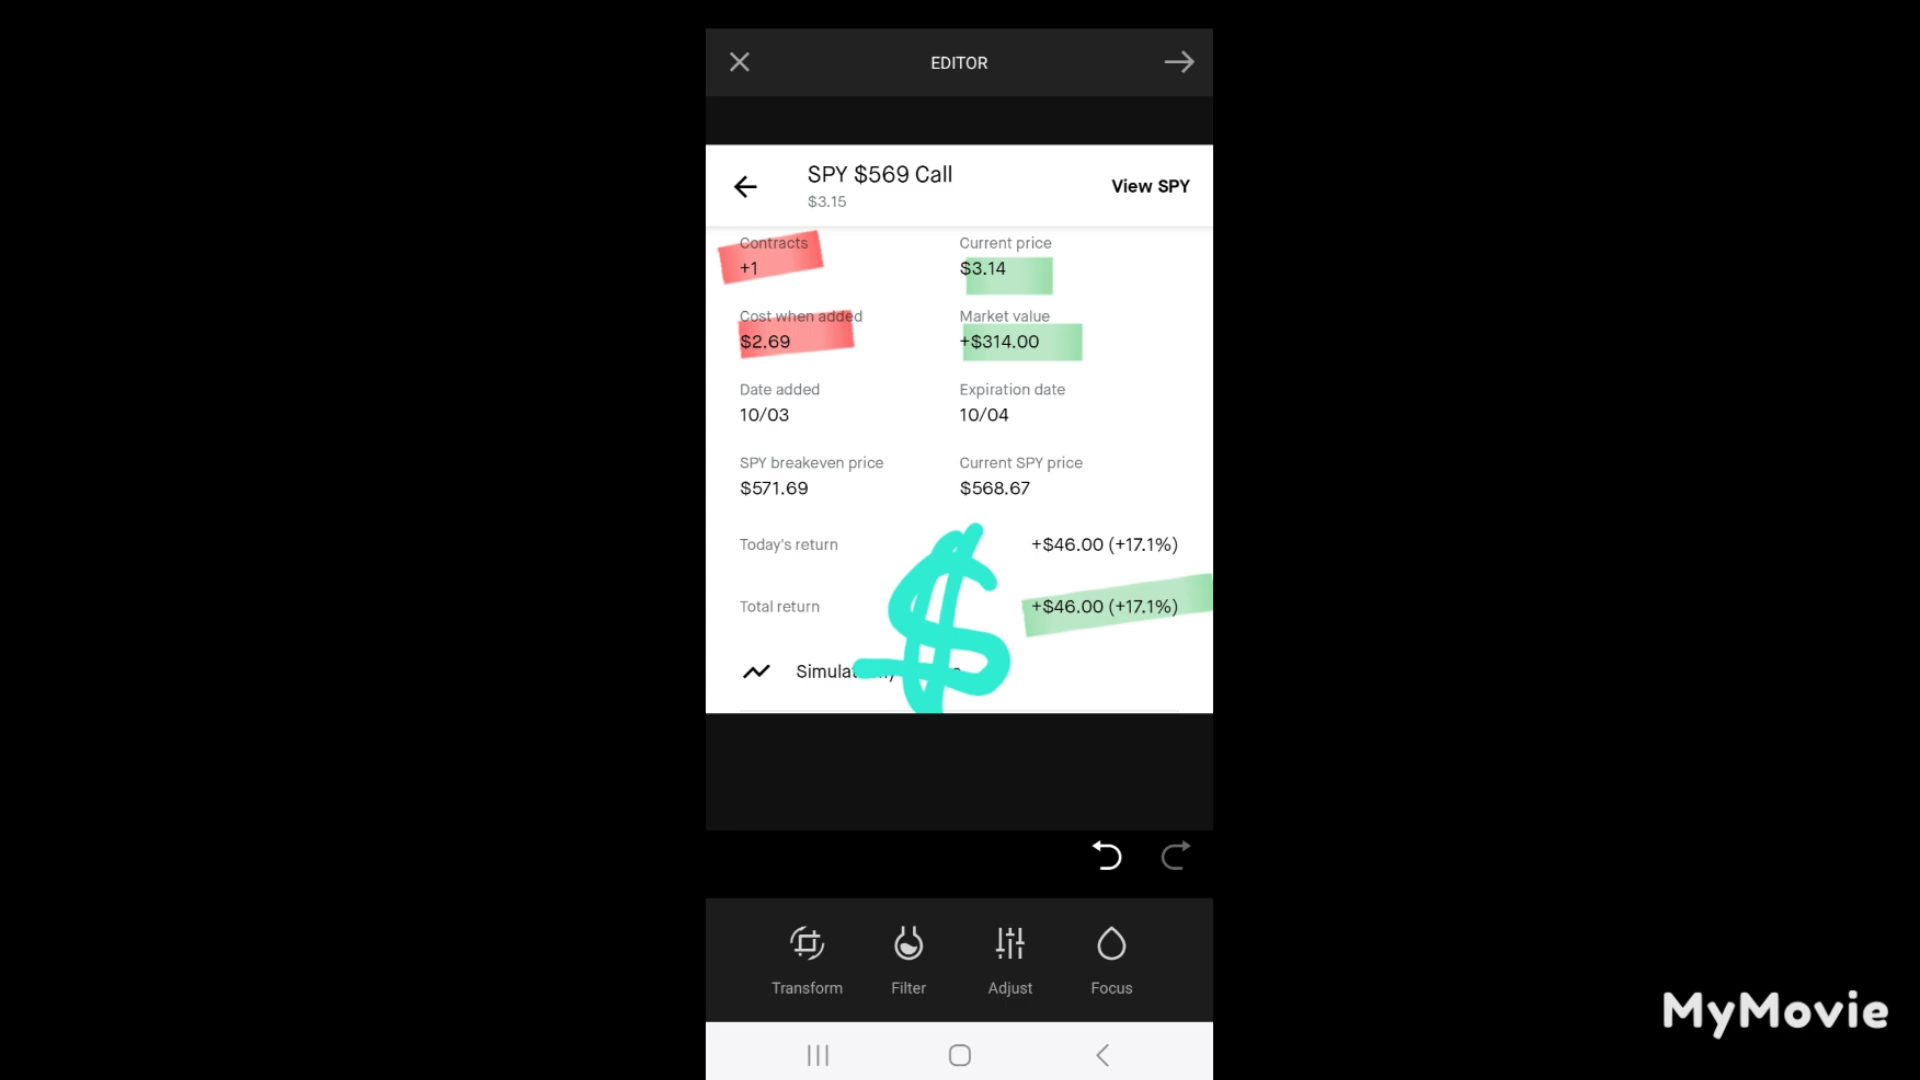 EDITOR
SPY $569 Call
$3.15
View SPY
Contracts
+1
Current price
$3.14
Cost when added
$2.69
Market value
+$314.00
Date added
10/03
Expiration date
10/04
SPY breakeven price
$571.69
Current SPY price
$568.67
Today's return
+$46.00 (+17.1%)
Total return
+$46.00 (+17.1%)
$
Transform
Filter
Adjust
Focus
MyMovie